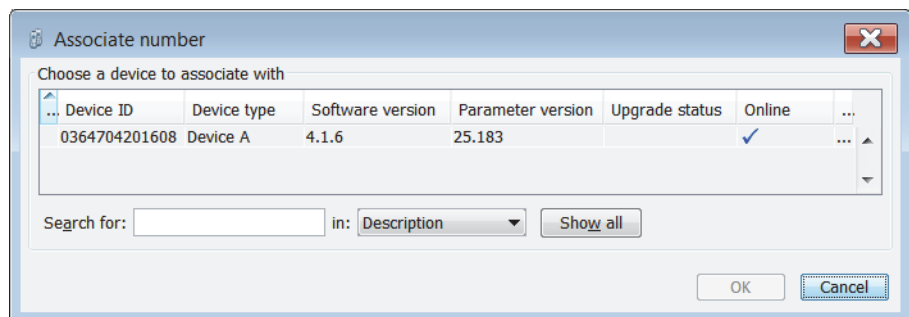 Associate number
Choose a device to associate with
... Device ID Device type Software version Parameter version Upgrade status Online ...
0364704201608 Device A 4.1.6 25.183 ...
Search for: in: Description Show all
OK Cancel